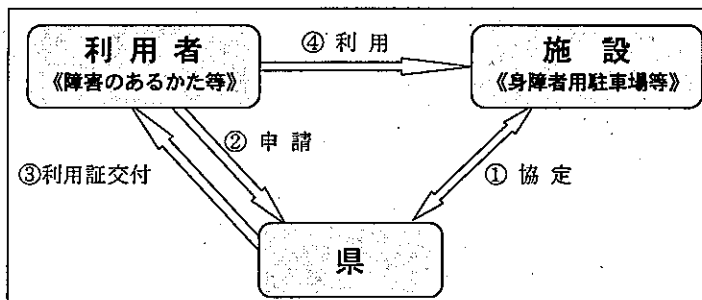 利用者
《障害のあるかた等》
④ 利 用
施 設
《身障者用駐車場等》
② 申 請
③利用証交付
① 協 定
県